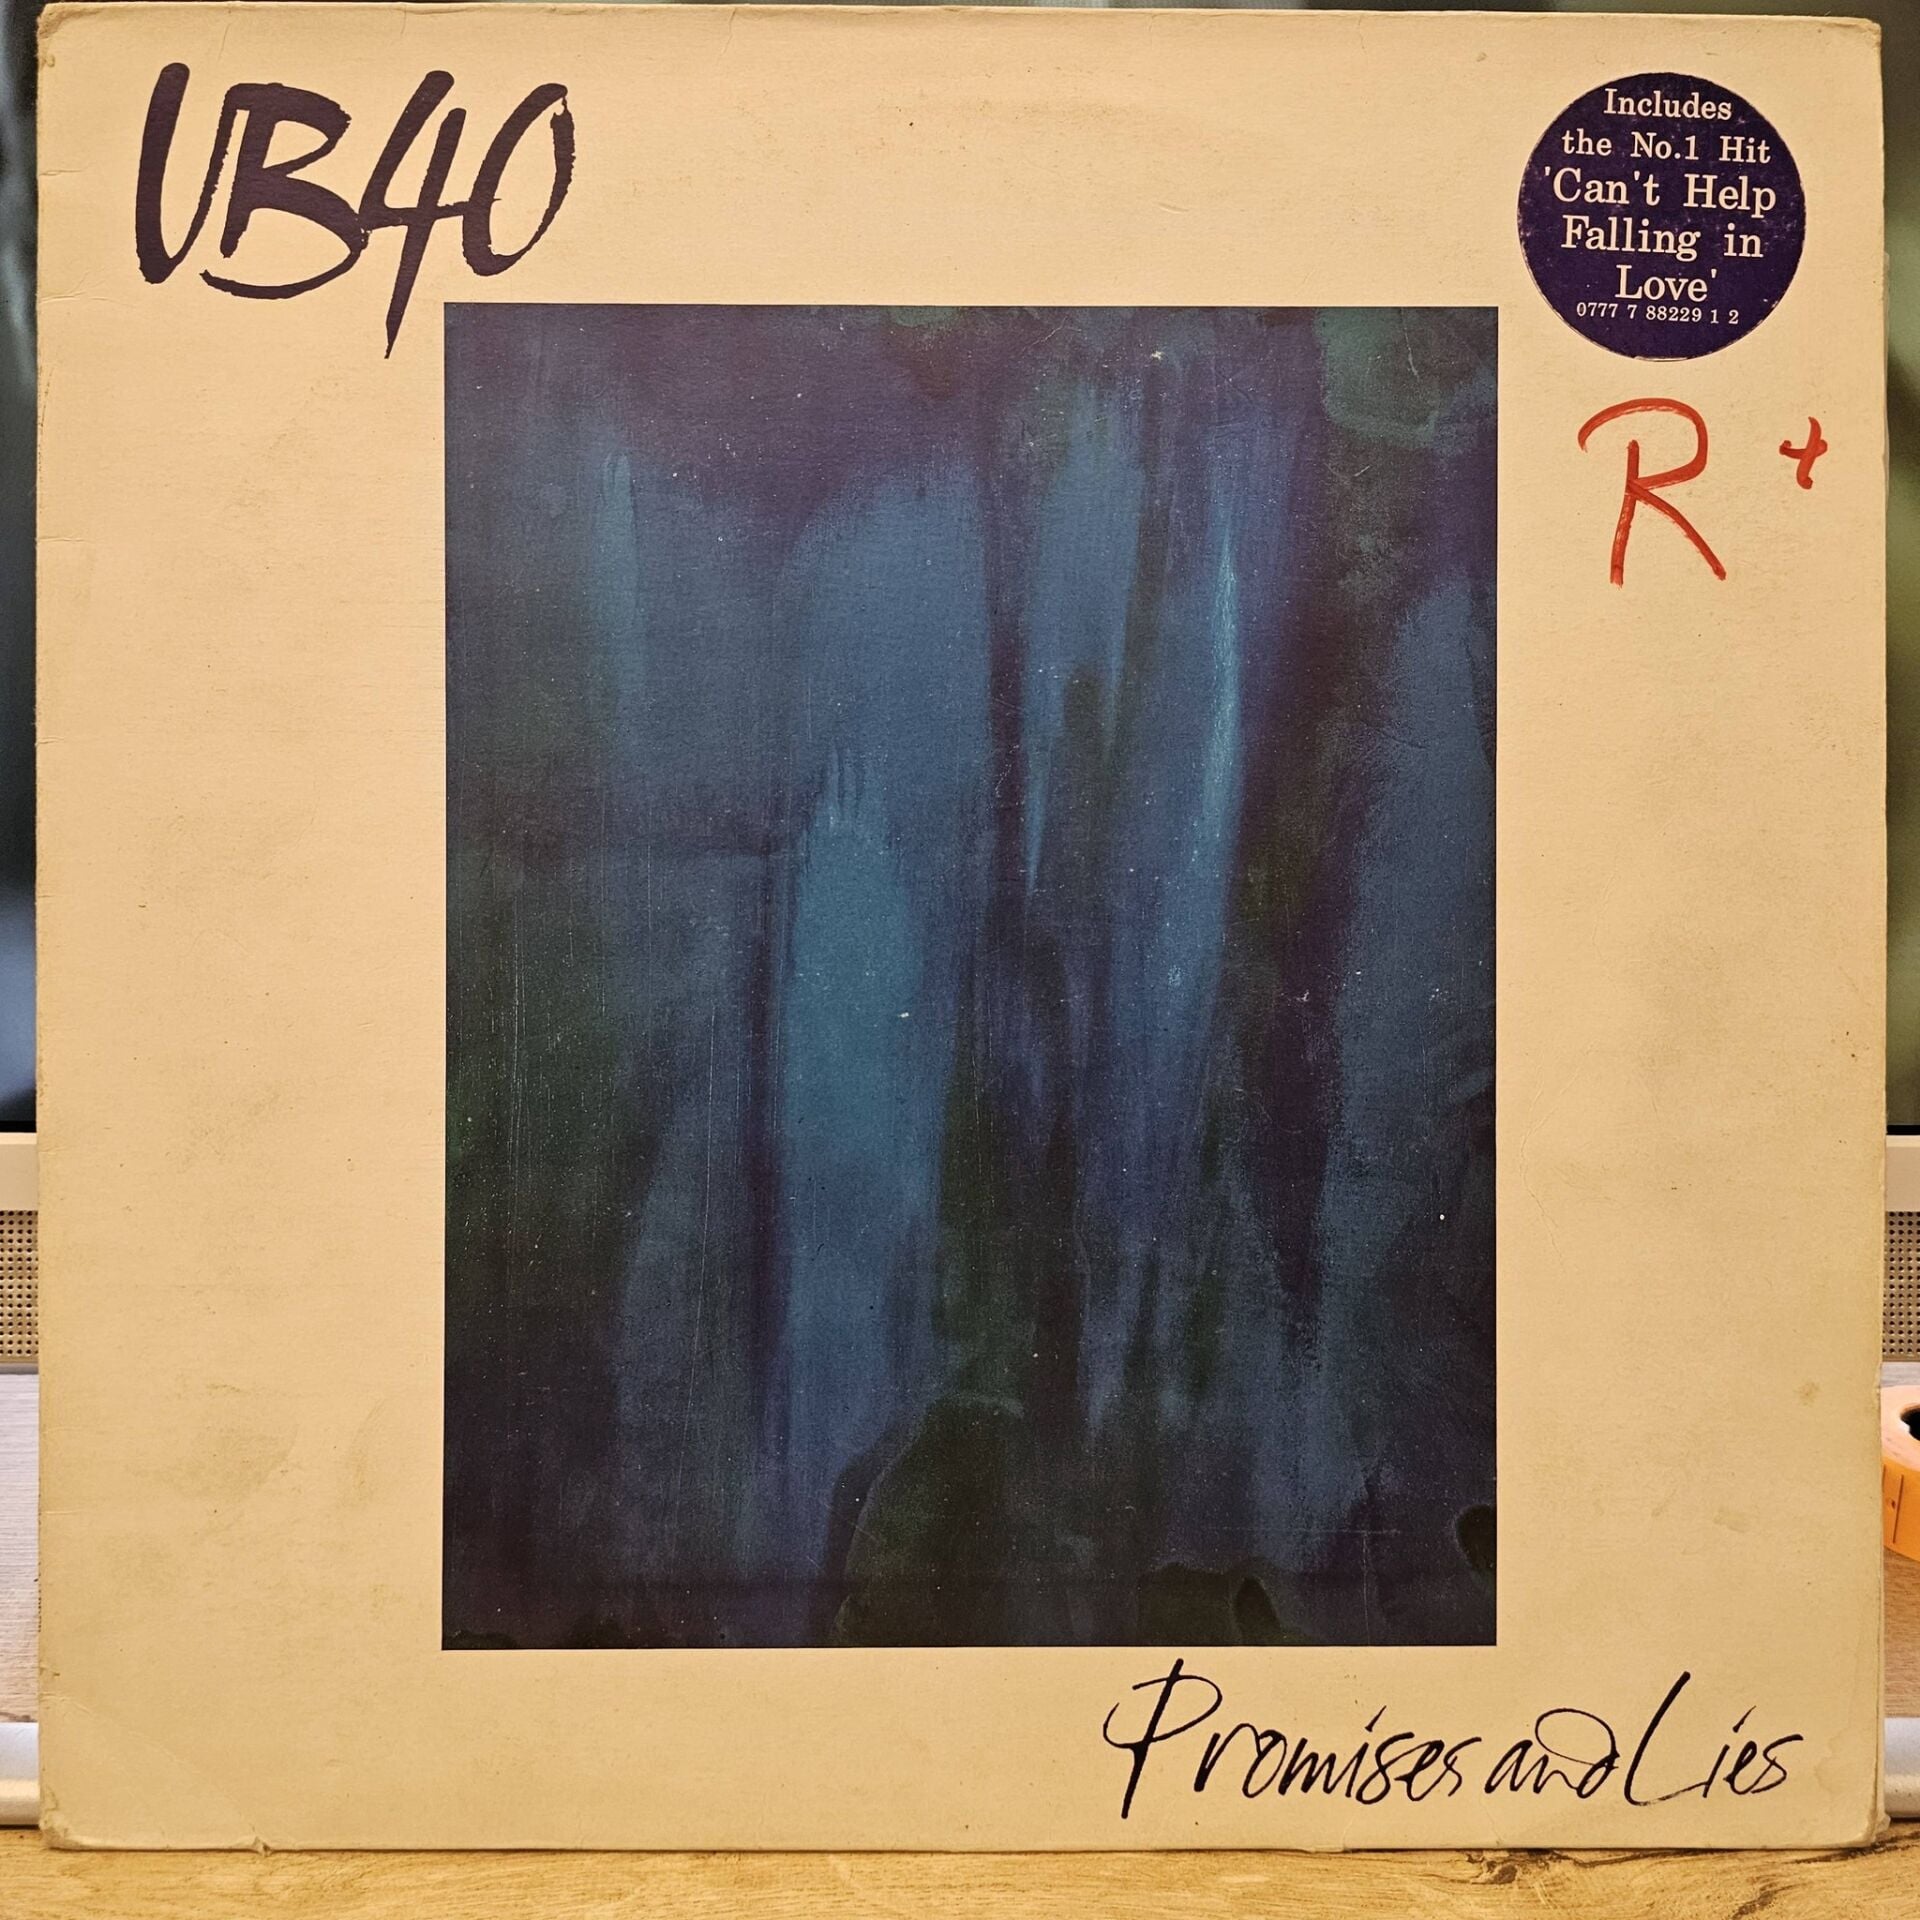 UB40
Includes
the No.1 Hit
'Can't Help
Falling in
Love'
0777 7 88229 1 2
R +
Promises and Lies